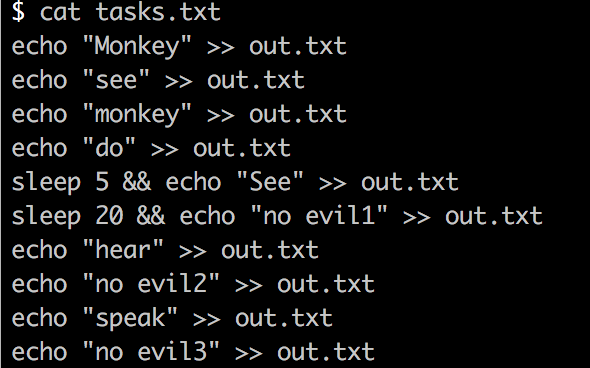 $ cat tasks.txt
echo "Monkey" >> out.txt
echo "see" >> out.txt
echo "monkey" >> out.txt
echo "do" >> out.txt
sleep 5 && echo "See" >> out.txt
sleep 20 && echo "no evil1" >> out.txt
echo "hear" >> out.txt
echo "no evil2" >> out.txt
echo "speak" >> out.txt
echo "no evil3" >> out.txt